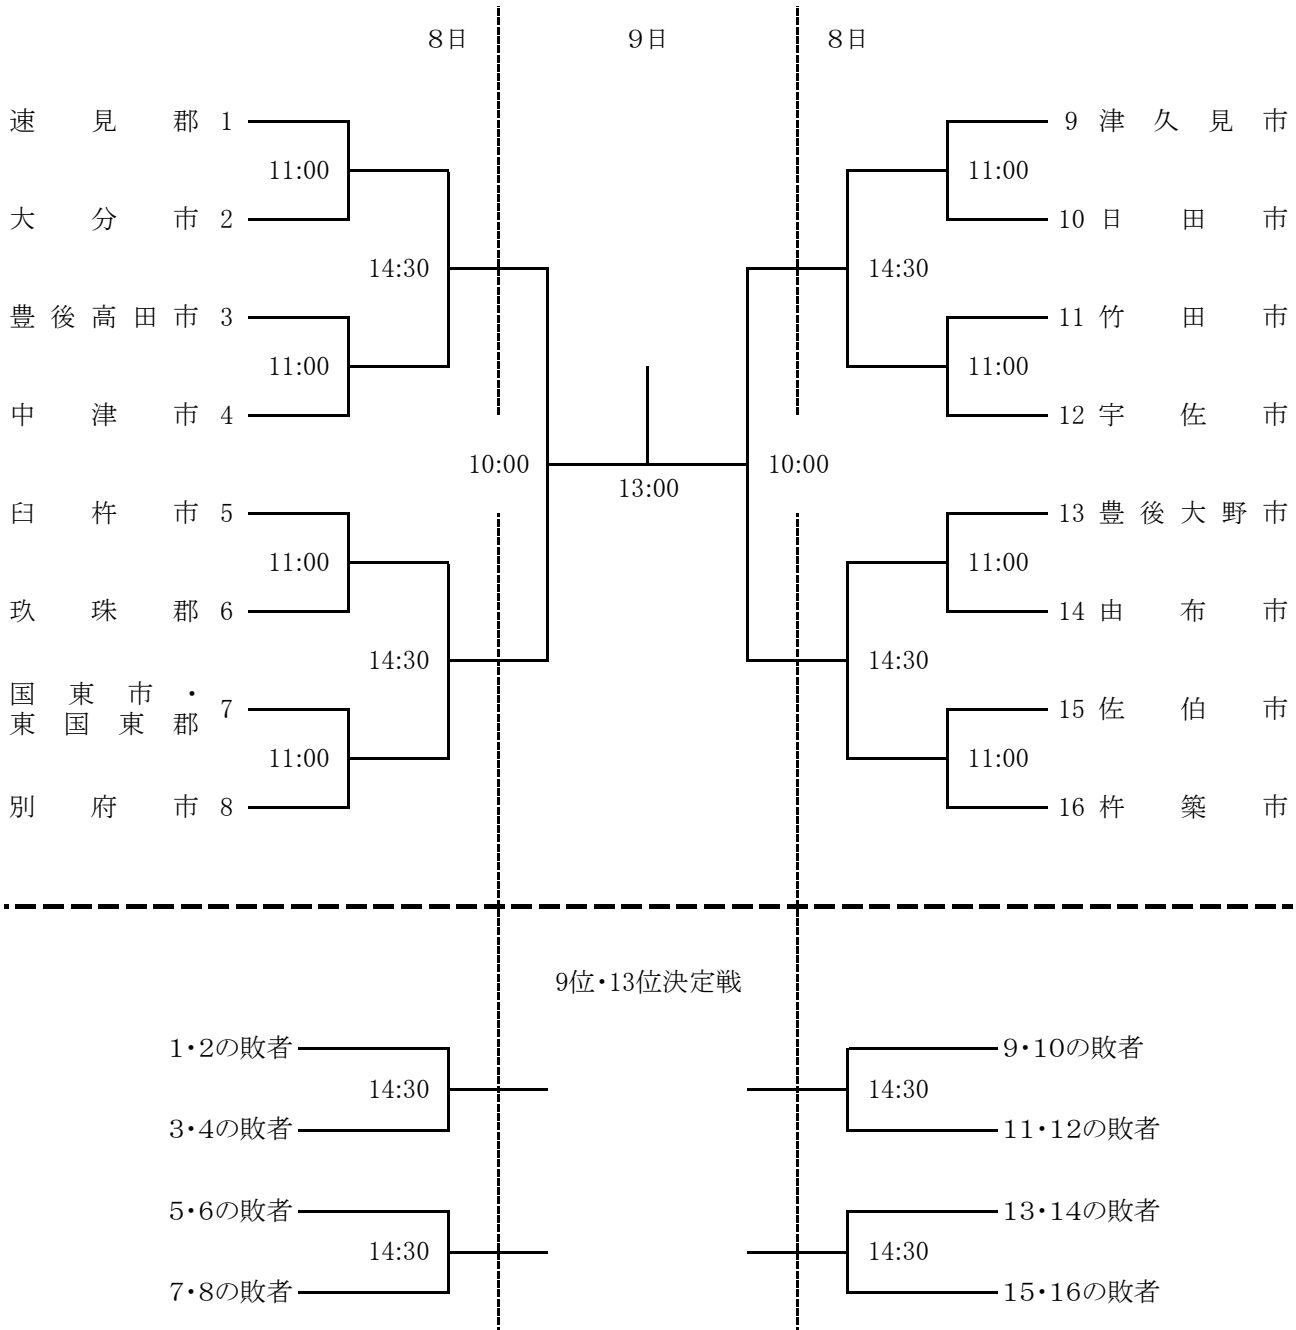 ８日 ９日 ８日
速見郡 1
11:00
大分市 2
14:30
豊後高田市 3
11:00
中津市 4
10:00
臼杵市 5
11:00
玖珠郡 6
14:30
国東市・
東国東郡 7
11:00
別府市 8
13:00
9 津久見市
11:00
10 日田市
14:30
11 竹田市
11:00
12 宇佐市
10:00
13 豊後大野市
11:00
14 由布市
14:30
15 佐伯市
11:00
16 杵築市
9位・13位決定戦
1・2の敗者
14:30
3・4の敗者
5・6の敗者
14:30
7・8の敗者
9・10の敗者
14:30
11・12の敗者
13・14の敗者
14:30
15・16の敗者